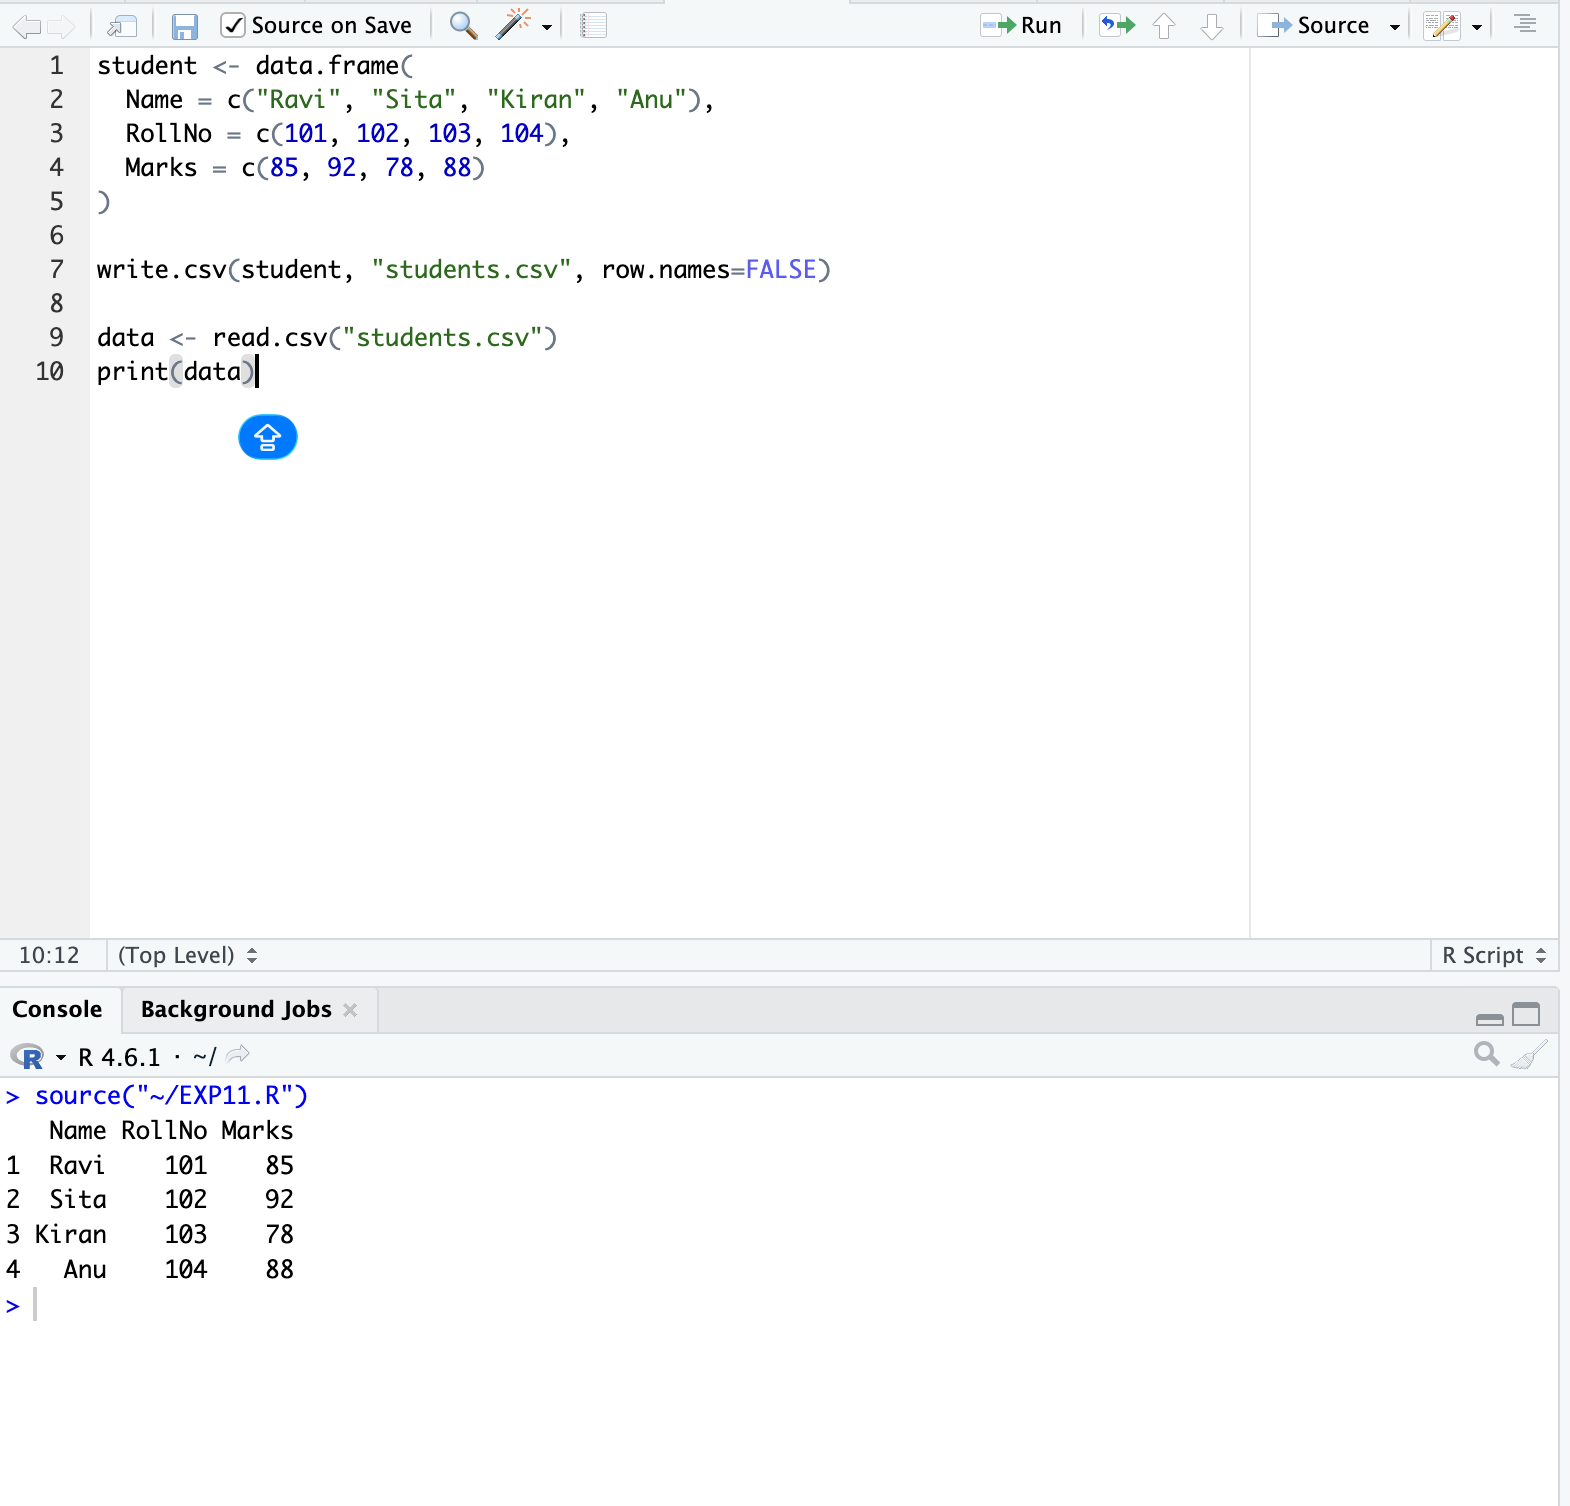 Source on Save Run Source
1 student <- data.frame(
2   Name = c("Ravi", "Sita", "Kiran", "Anu"),
3   RollNo = c(101, 102, 103, 104),
4   Marks = c(85, 92, 78, 88)
5 )
6
7 write.csv(student, "students.csv", row.names=FALSE)
8
9 data <- read.csv("students.csv")
10 print(data)
10:12 (Top Level) R Script
Console Background Jobs
R R 4.6.1 · ~/
> source("~/EXP11.R")
   Name RollNo Marks
1  Ravi    101    85
2  Sita    102    92
3 Kiran    103    78
4   Anu    104    88
>